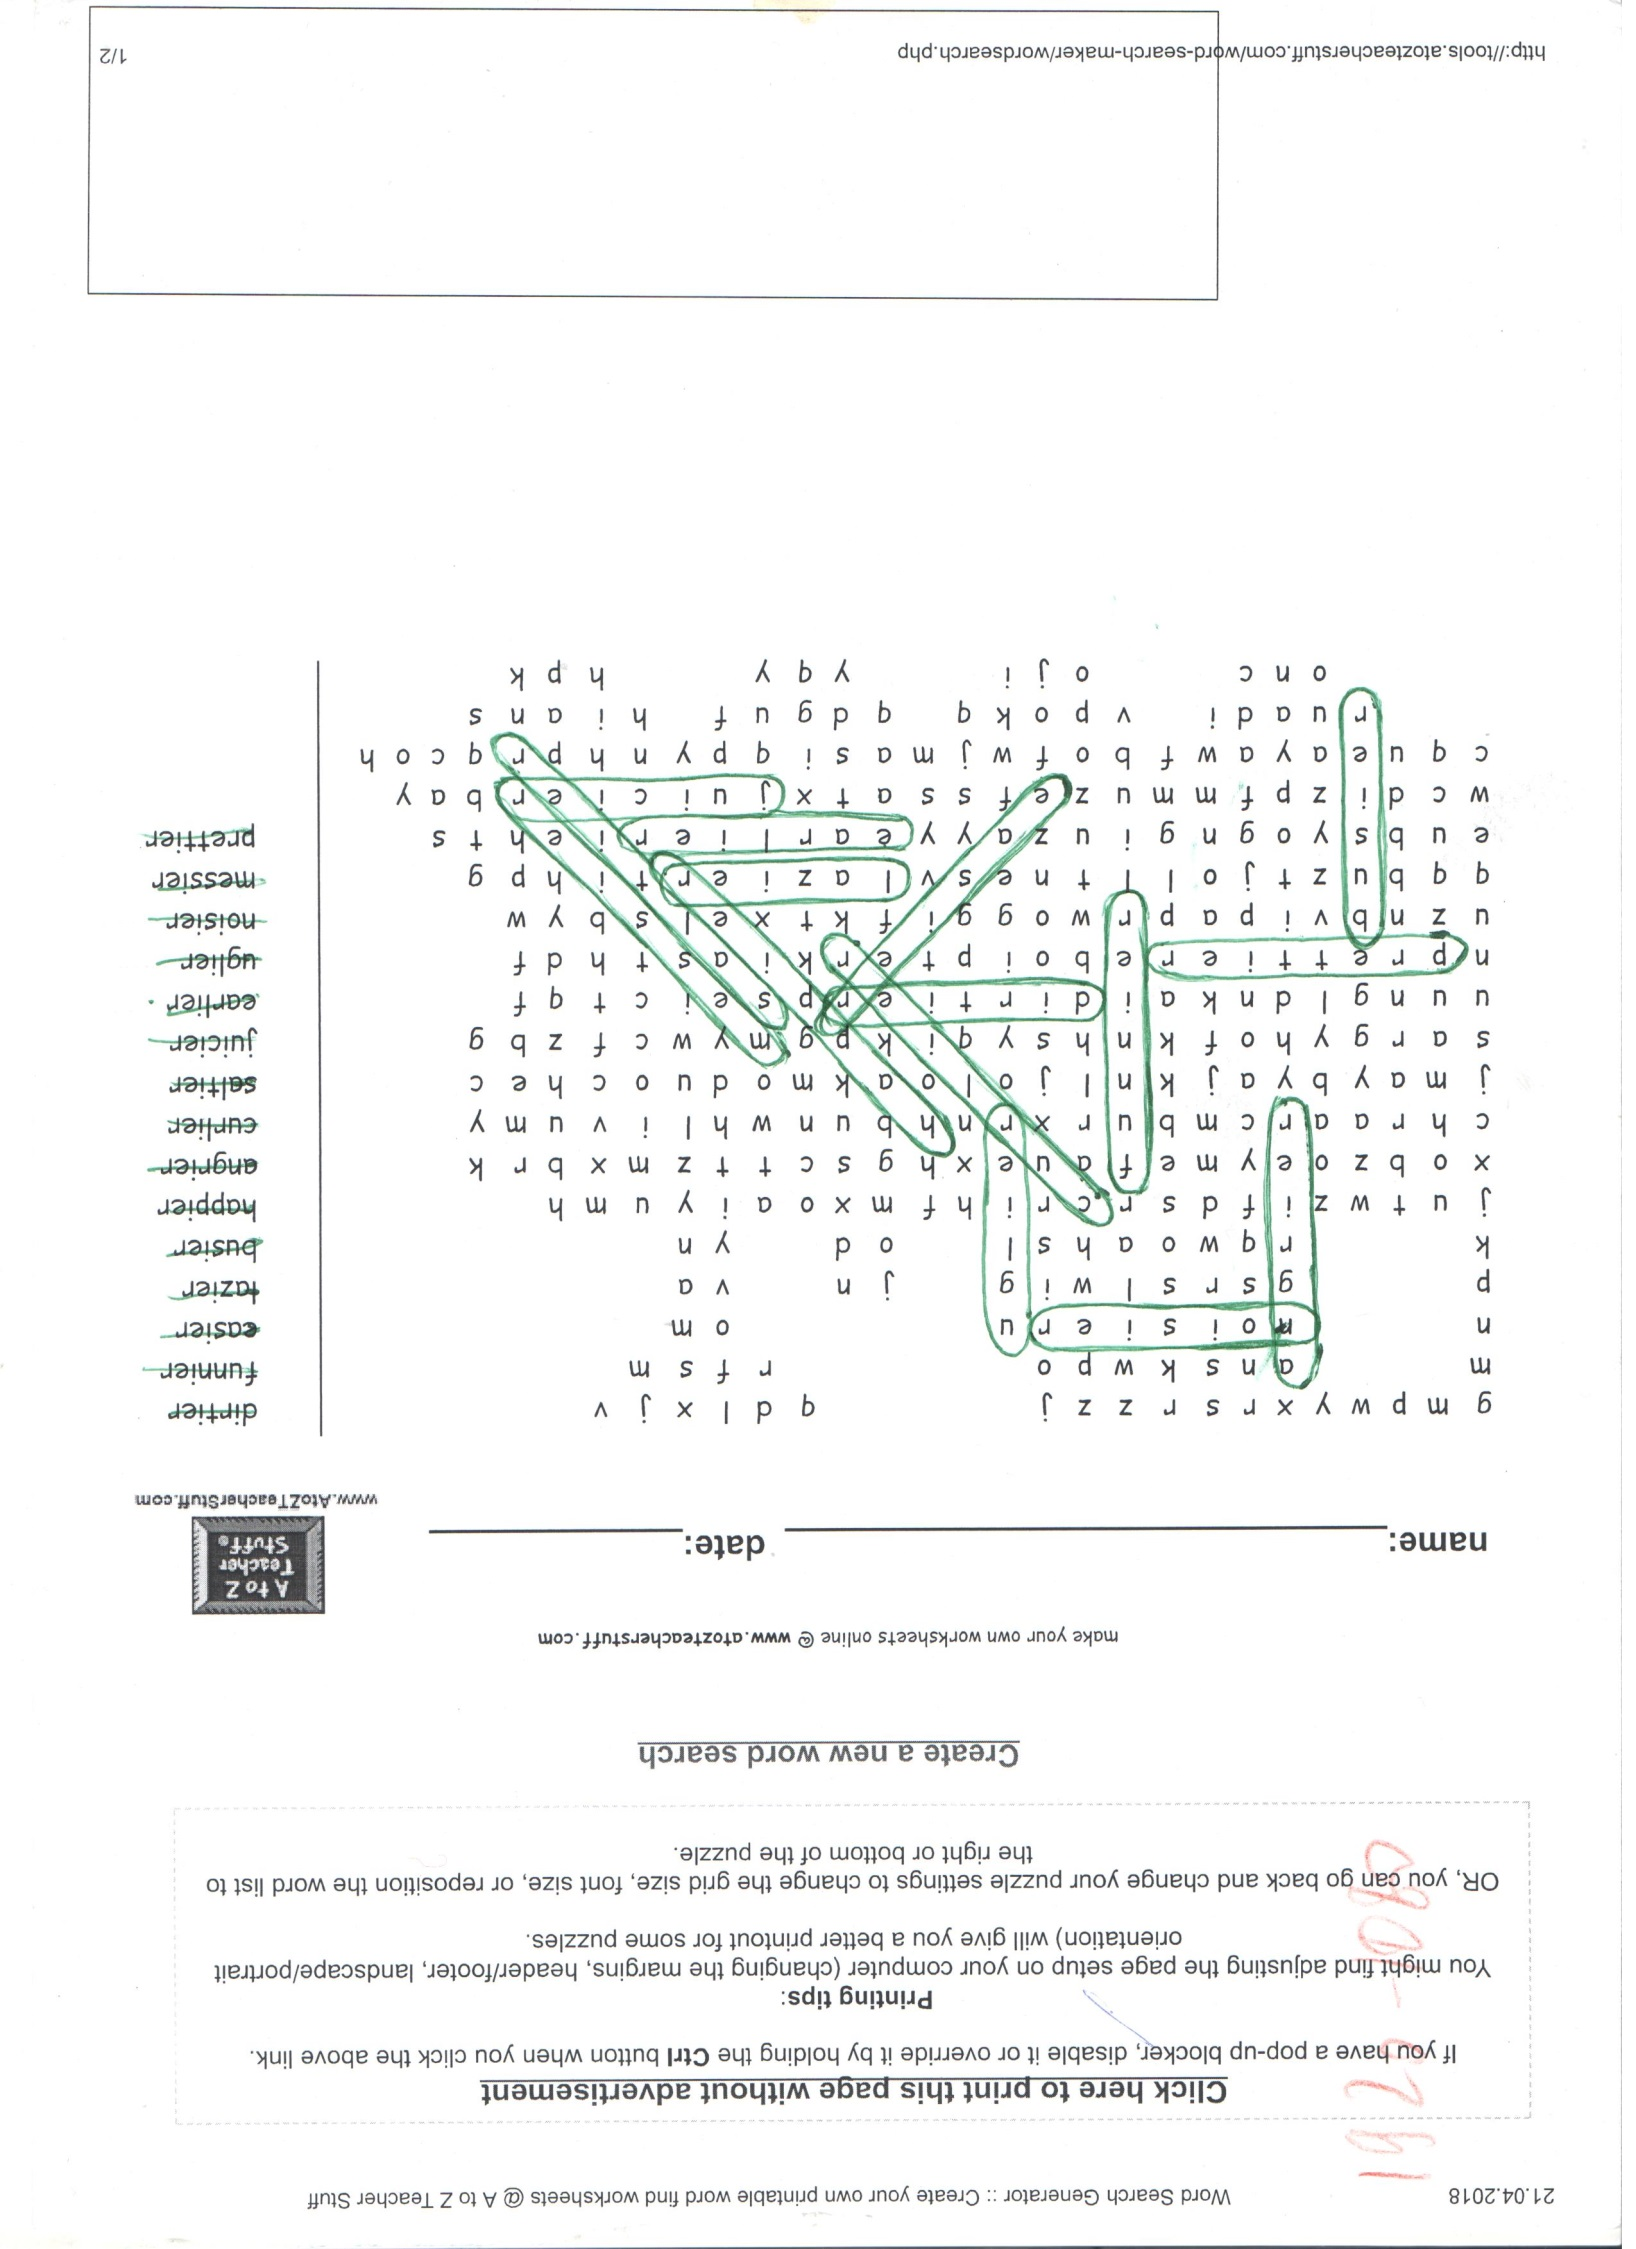 21.04.2018 Word Search Generator :: Create your own printable word find worksheets @ A to Z Teacher Stuff
Click here to print this page without advertisement
If you have a pop-up blocker, disable it or override it by holding the Ctrl button when you click the above link.
Printing tips:
You might find adjusting the page setup on your computer (changing the margins, header/footer, landscape/portrait
orientation) will give you a better printout for some puzzles.
OR, you can go back and change your puzzle settings to change the grid size, font size, or reposition the word list to
the right or bottom of the puzzle.
Create a new word search
make your own worksheets online @ www.atozteacherstuff.com
A to Z
Teacher
Stuff®
name: date:
www.AtoZTeacherStuff.com
g m p w y x r s r z z j q d l x j v
m a n s k w p o r f s m
n n o i s i e r u o m
p g s r s l w i g j n v a
k r q w o a h s l o d y n
j u t w z i f d s r c r i h f m x o a i y u m h
x o b z o e y m e f a u e x h g s c t t z m x b r k
c h r a a r c m b u r x r n h b u n w h l i v u m y
j m a y b y a j k n l j o l o a k m o d u o c h e c
s a r g y h o f k n h s y q i k p g m y w c f z b g
u u n g l d n k a i d i r t i e r p s e i c t q f
n p r e t t i e r e b o i p t e r k i a s t h d f
u z n b v i p a p r w o g g i f k t x e l s b y w
q q b u z t j o l l t n e s v l a z i e r t i h p g
e u b s y o g n g i u z a y y e a r l i e r i e h t s
w c d i z p f m m u z e f s s a t x j u i c i e r b a y
c q u e a y a w f b o f w j m a s i q p y n h p r q c o h
r u a d i v p o k q q d g u f h i a n s
o n c o j i y q y h p k
dirtier
funnier
easier
lazier
busier
happier
angrier
curlier
saltier
juicier
earlier
uglier
noisier
messier
prettier
http://tools.atozteacherstuff.com/word-search-maker/wordsearch.php 1/2